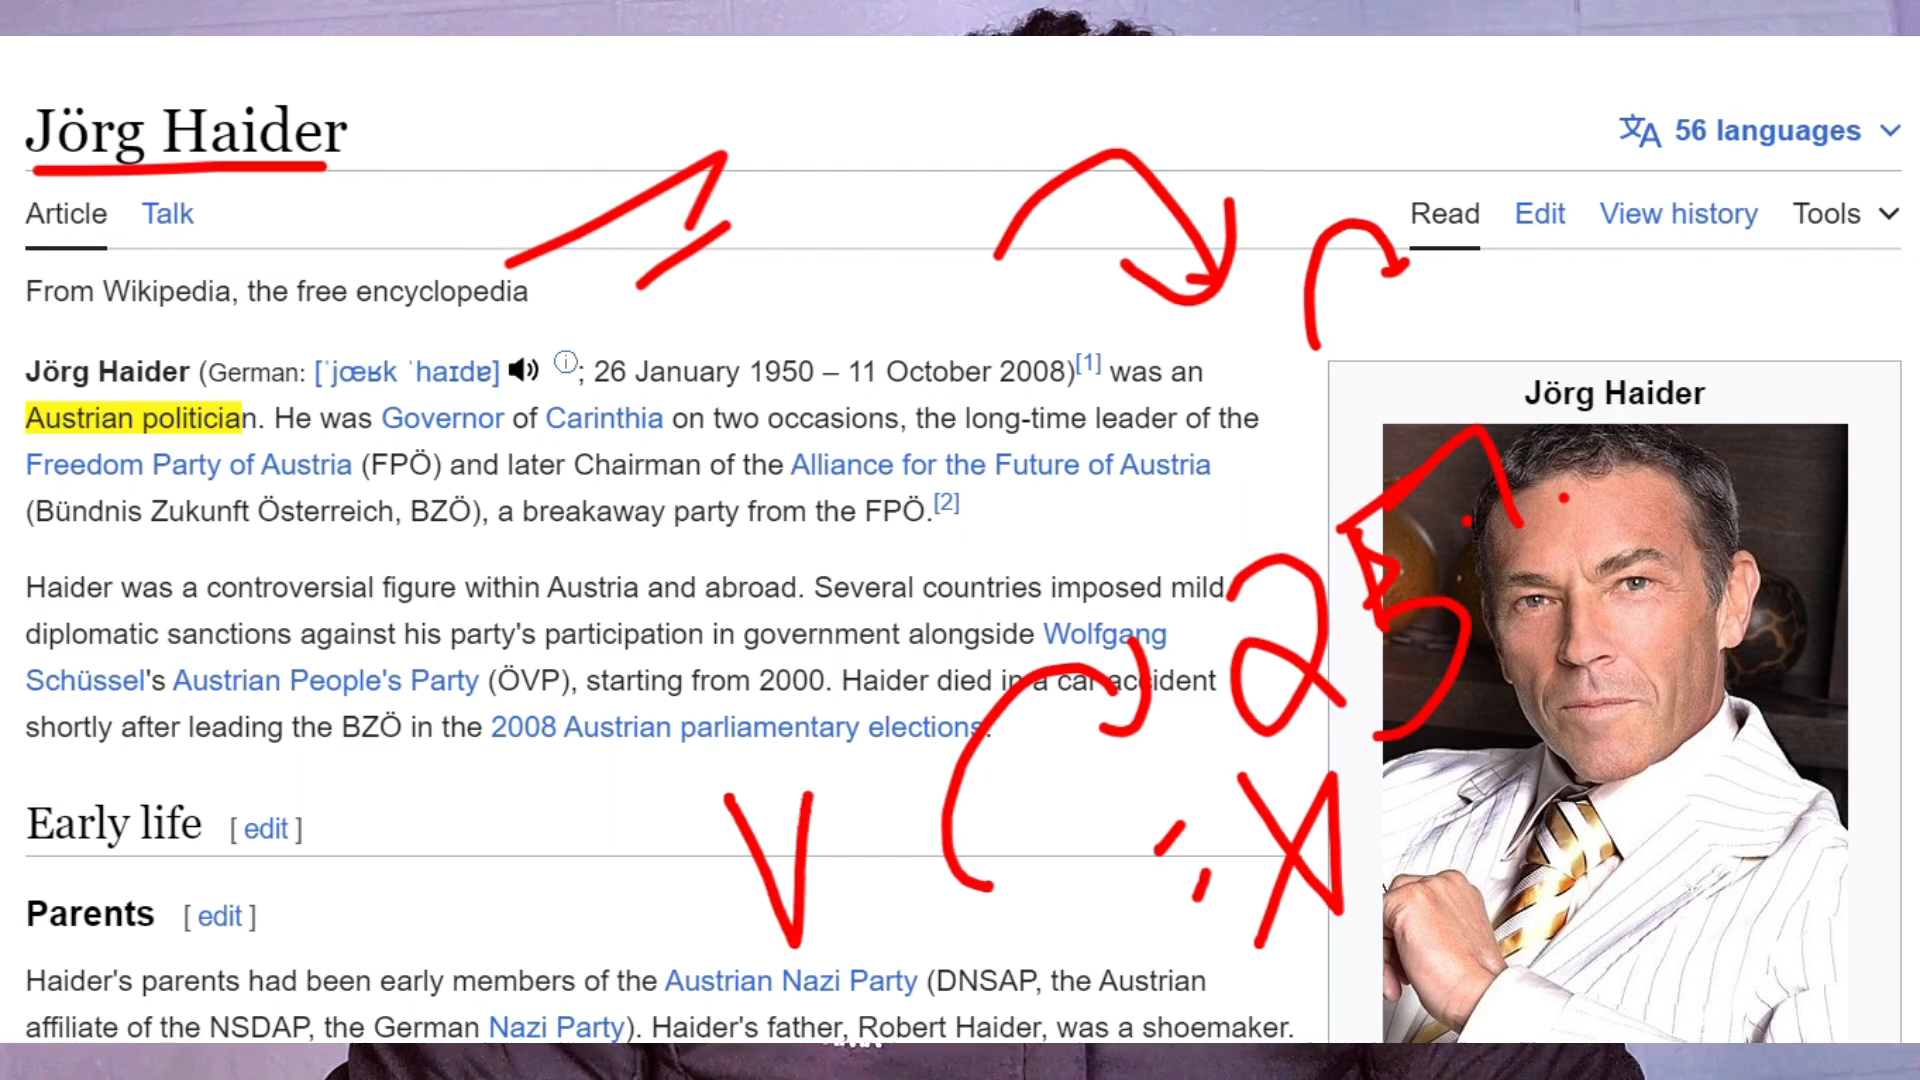 Jörg Haider
文A 56 languages
Article Talk Read Edit View history Tools
From Wikipedia, the free encyclopedia
Jörg Haider (German: [ˈjœʁk ˈhaɪdɐ] ; 26 January 1950 – 11 October 2008)[1] was an
Austrian politician. He was Governor of Carinthia on two occasions, the long-time leader of the
Freedom Party of Austria (FPÖ) and later Chairman of the Alliance for the Future of Austria
(Bündnis Zukunft Österreich, BZÖ), a breakaway party from the FPÖ.[2]
Haider was a controversial figure within Austria and abroad. Several countries imposed mild
diplomatic sanctions against his party's participation in government alongside Wolfgang
Schüssel's Austrian People's Party (ÖVP), starting from 2000. Haider died in a car accident
shortly after leading the BZÖ in the 2008 Austrian parliamentary elections.
Early life [ edit ]
Parents [ edit ]
Haider's parents had been early members of the Austrian Nazi Party (DNSAP, the Austrian
affiliate of the NSDAP, the German Nazi Party). Haider's father, Robert Haider, was a shoemaker.
Jörg Haider